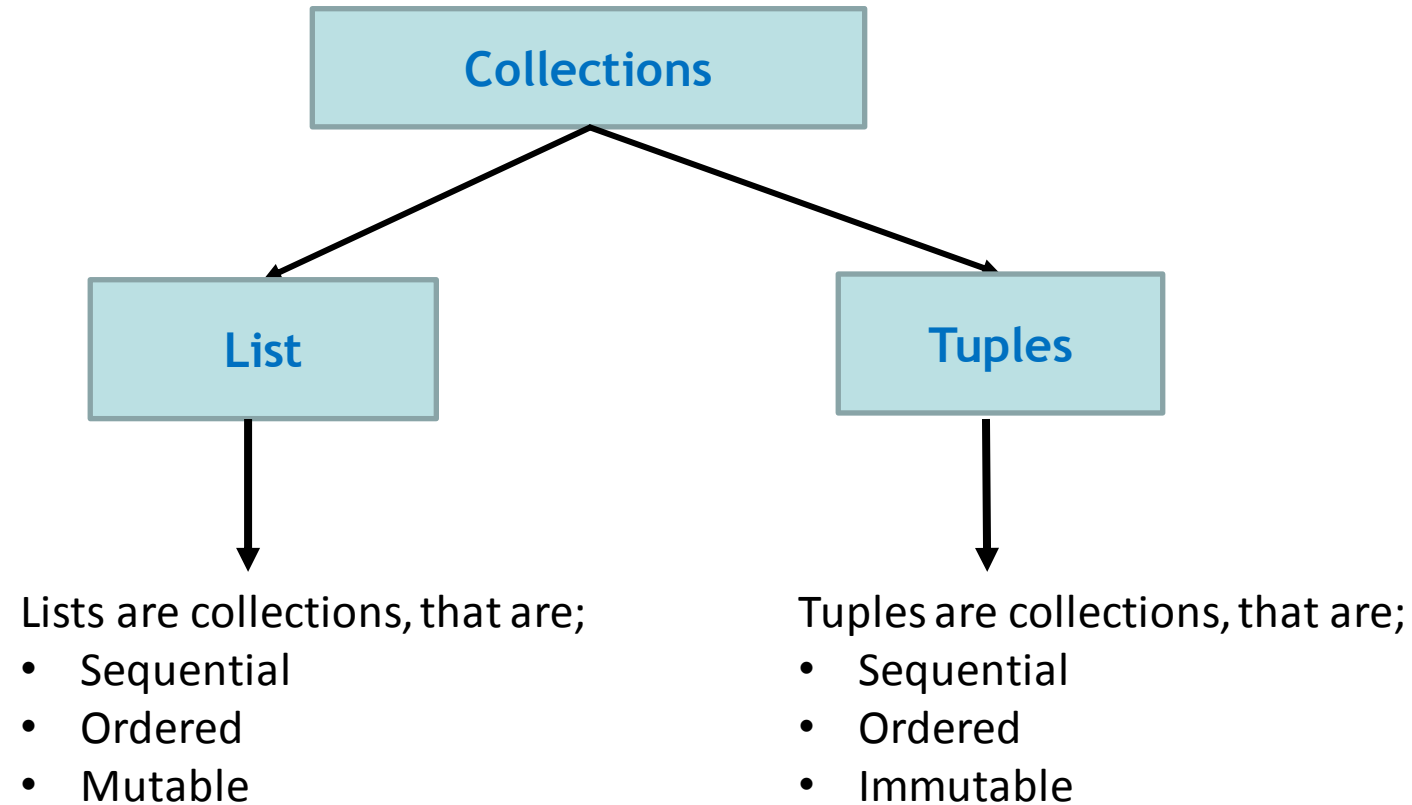 Collections
List
Tuples
Lists are collections, that are;
• Sequential
• Ordered
• Mutable
Tuples are collections, that are;
• Sequential
• Ordered
• Immutable